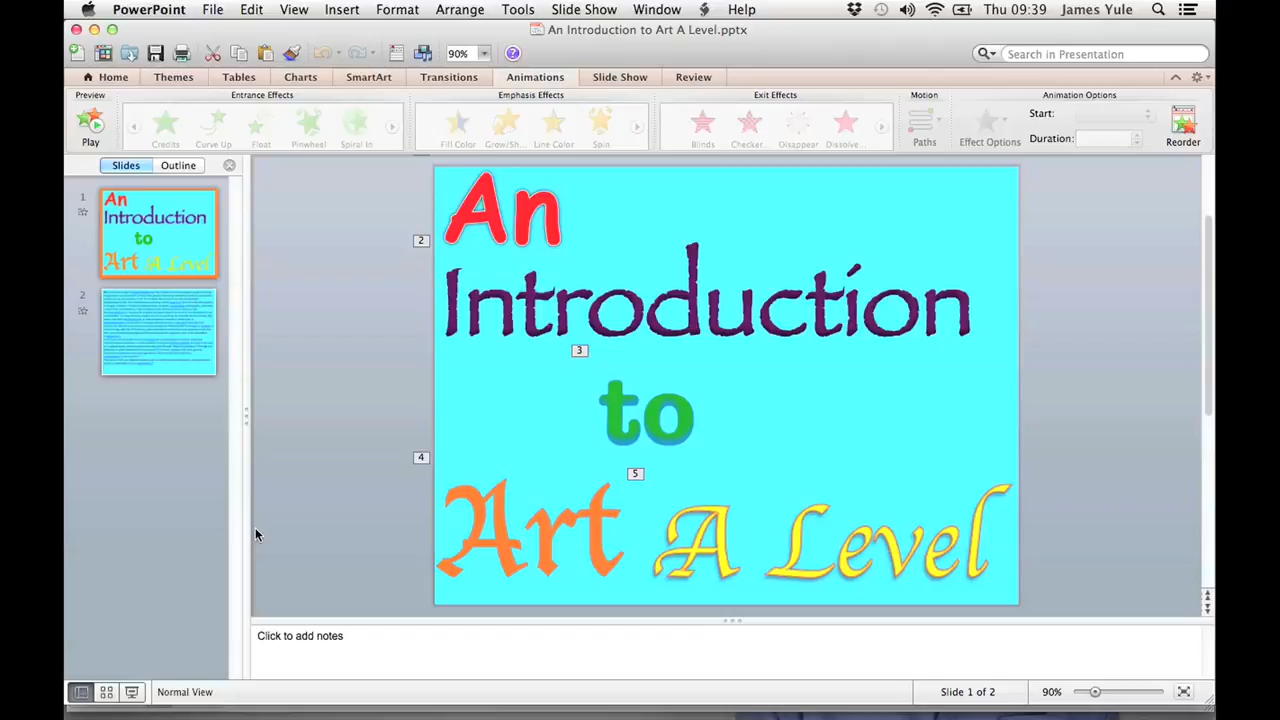 PowerPoint File Edit View Insert Format Arrange Tools Slide Show Window Help Thu 09:39 James Yule
An Introduction to Art A Level.pptx
90% Search in Presentation
Home Themes Tables Charts SmartArt Transitions Animations Slide Show Review
Preview Entrance Effects Emphasis Effects Exit Effects Motion Animation Options
Start:
Play Credits Curve Up Float Pinwheel Spiral In Fill Color Grow/Sh... Line Color Spin Blinds Checker... Disappear Dissolve... Paths Effect Options Duration: Reorder
Slides Outline
1
An
Introduction
to
Art A Level
2
An
2
Introduction
3
to
4
5
Art A Level
Click to add notes
Normal View Slide 1 of 2 90%